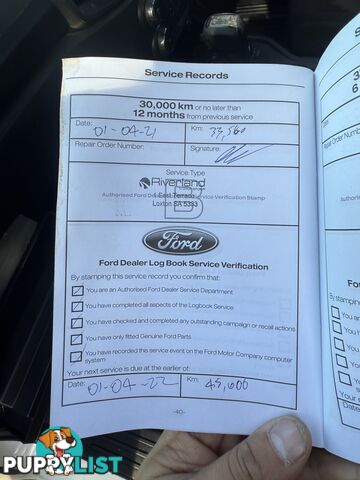 Service Records
30,000 km or no later than
12 months from previous service
Date: 01-04-21 Km: 33,560
Repair Order Number: Signature:
Service Type
Riverland
Authorised Ford Dealer Service Verification Stamp
1 East Terrace
Loxton SA 5333
B
Ford
Ford Dealer Log Book Service Verification
By stamping this service record you confirm that:
You are an Authorised Ford Dealer Service Department
You have completed all aspects of the Logbook Service
You have checked and completed any outstanding campaign or recall actions
You have only fitted Genuine Ford Parts
You have recorded this service event on the Ford Motor Company computer
system
Your next service is due at the earlier of:
Date: 01-04-22 Km: 45,000
-40-
PUPPYLIST